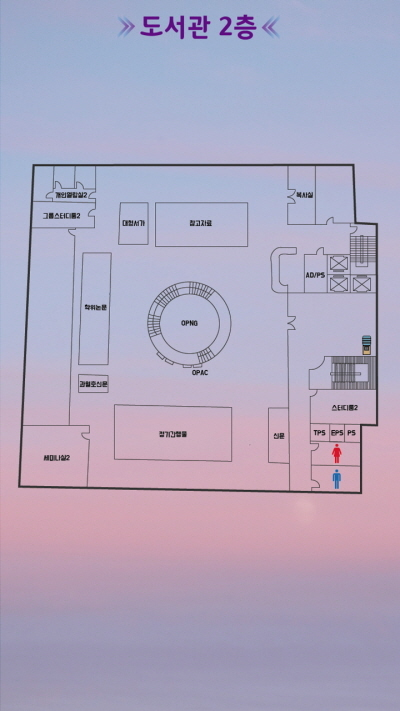 도서관 2층
개인열람실2
그룹스터디룸2
대형서가
참고자료
복사실
AD/PS
학위논문
OPNG
OPAC
과월호신문
정기간행물
신문
스터디룸2
TPS
EPS
PS
세미나실2